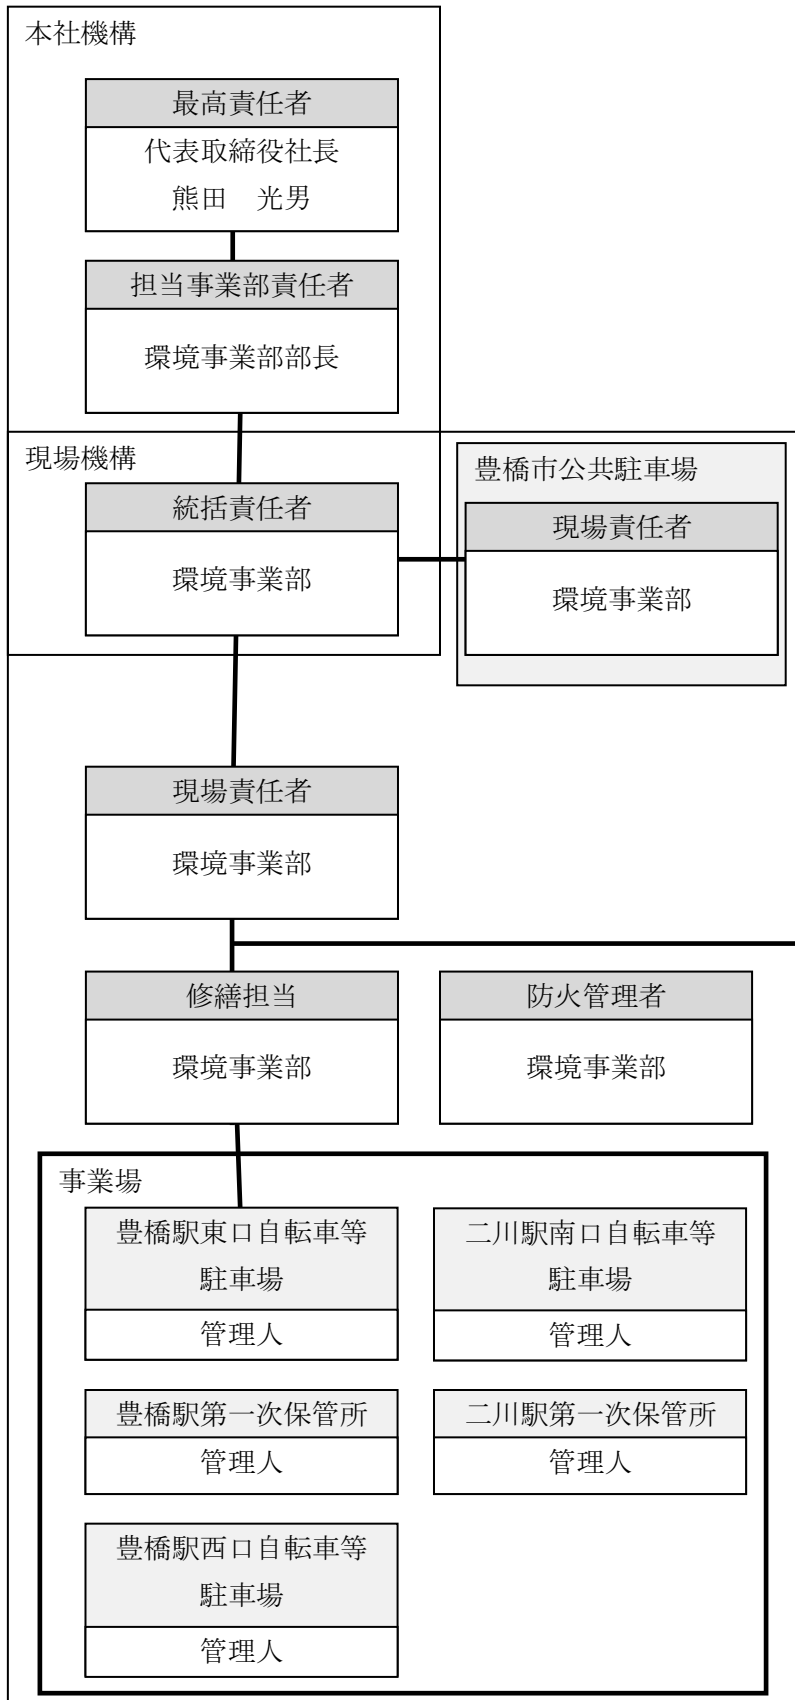 本社機構
最高責任者
代表取締役社長
熊田　光男
担当事業部責任者
環境事業部部長
現場機構
統括責任者
環境事業部
豊橋市公共駐車場
現場責任者
環境事業部
現場責任者
環境事業部
修繕担当
環境事業部
防火管理者
環境事業部
事業場
豊橋駅東口自転車等
駐車場
管理人
二川駅南口自転車等
駐車場
管理人
豊橋駅第一次保管所
管理人
二川駅第一次保管所
管理人
豊橋駅西口自転車等
駐車場
管理人